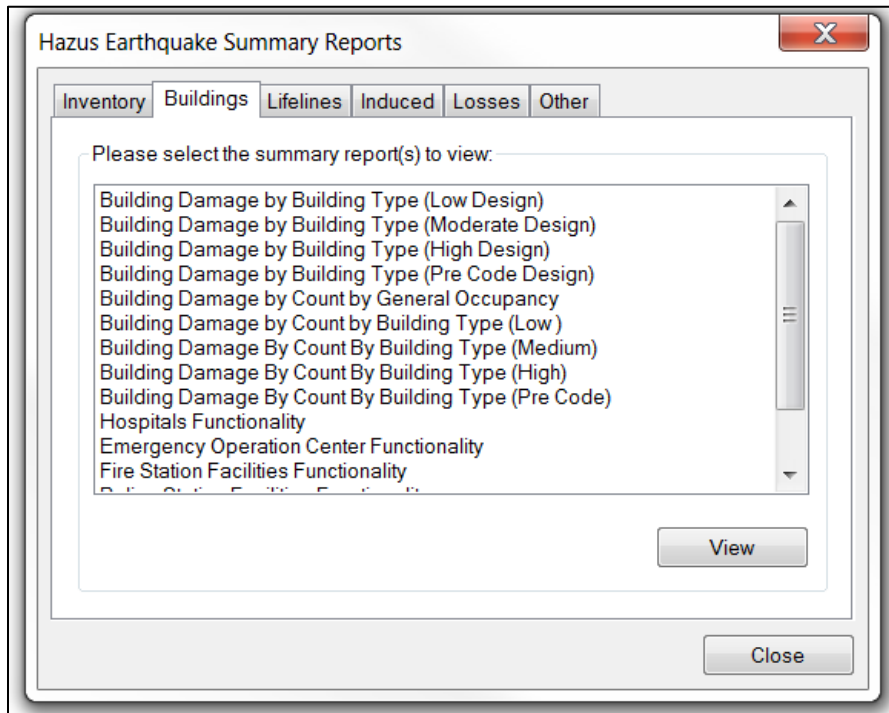 Hazus Earthquake Summary Reports
X
Inventory Buildings Lifelines Induced Losses Other
Please select the summary report(s) to view:
Building Damage by Building Type (Low Design)
Building Damage by Building Type (Moderate Design)
Building Damage by Building Type (High Design)
Building Damage by Building Type (Pre Code Design)
Building Damage by Count by General Occupancy
Building Damage by Count by Building Type (Low)
Building Damage By Count By Building Type (Medium)
Building Damage By Count By Building Type (High)
Building Damage By Count By Building Type (Pre Code)
Hospitals Functionality
Emergency Operation Center Functionality
Fire Station Facilities Functionality
View
Close